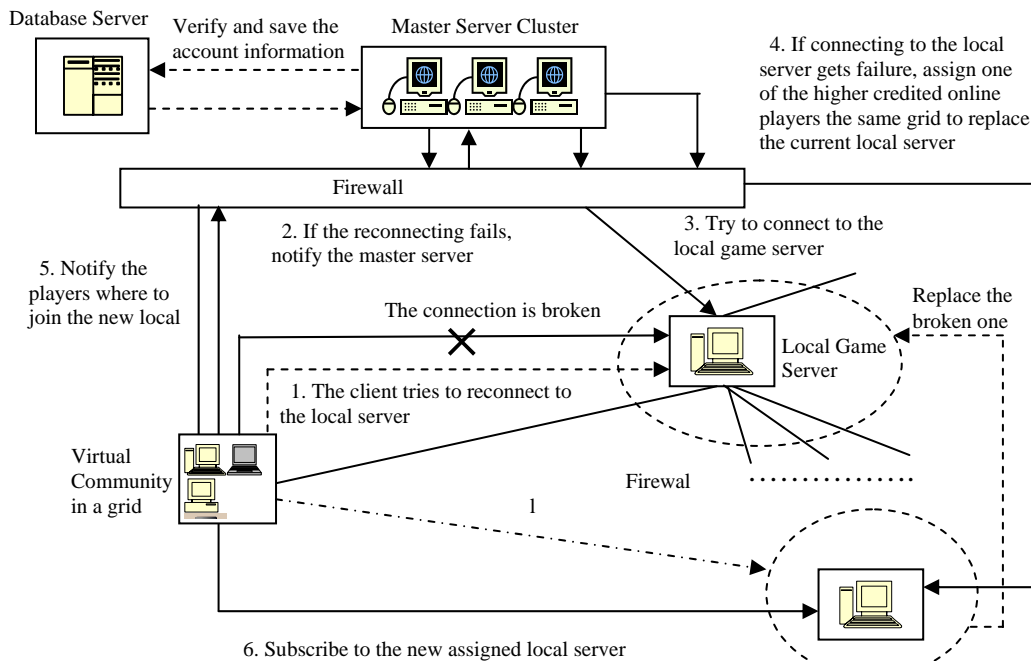 Database Server
Verify and save the
account information
Master Server Cluster
4. If connecting to the local
server gets failure, assign one
of the higher credited online
players the same grid to replace
the current local server
Firewall
2. If the reconnecting fails,
notify the master server
3. Try to connect to the
local game server
5. Notify the
players where to
join the new local
The connection is broken
Replace the
broken one
Local Game
Server
1. The client tries to reconnect to
the local server
Virtual
Community
in a grid
Firewal
l
6. Subscribe to the new assigned local server